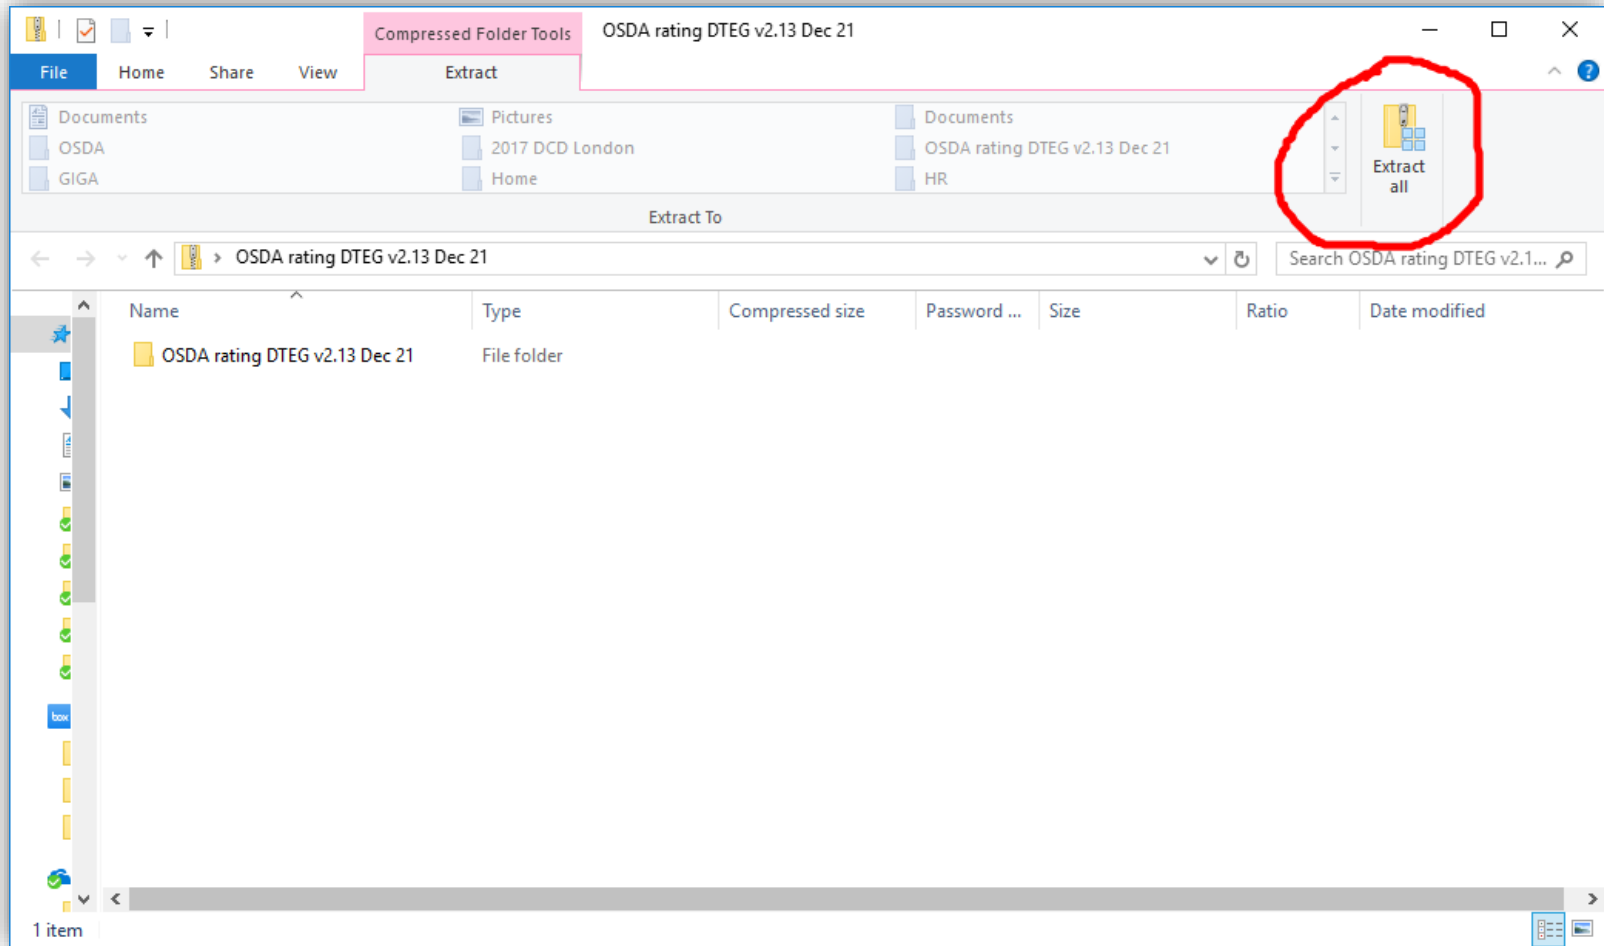 Compressed Folder Tools
OSDA rating DTEG v2.13 Dec 21
File
Home
Share
View
Extract
?
Documents
Pictures
Documents
OSDA
2017 DCD London
OSDA rating DTEG v2.13 Dec 21
GIGA
Home
HR
Extract
all
Extract To
OSDA rating DTEG v2.13 Dec 21
Search OSDA rating DTEG v2.1...
Name
Type
Compressed size
Password ...
Size
Ratio
Date modified
OSDA rating DTEG v2.13 Dec 21
File folder
box
1 item